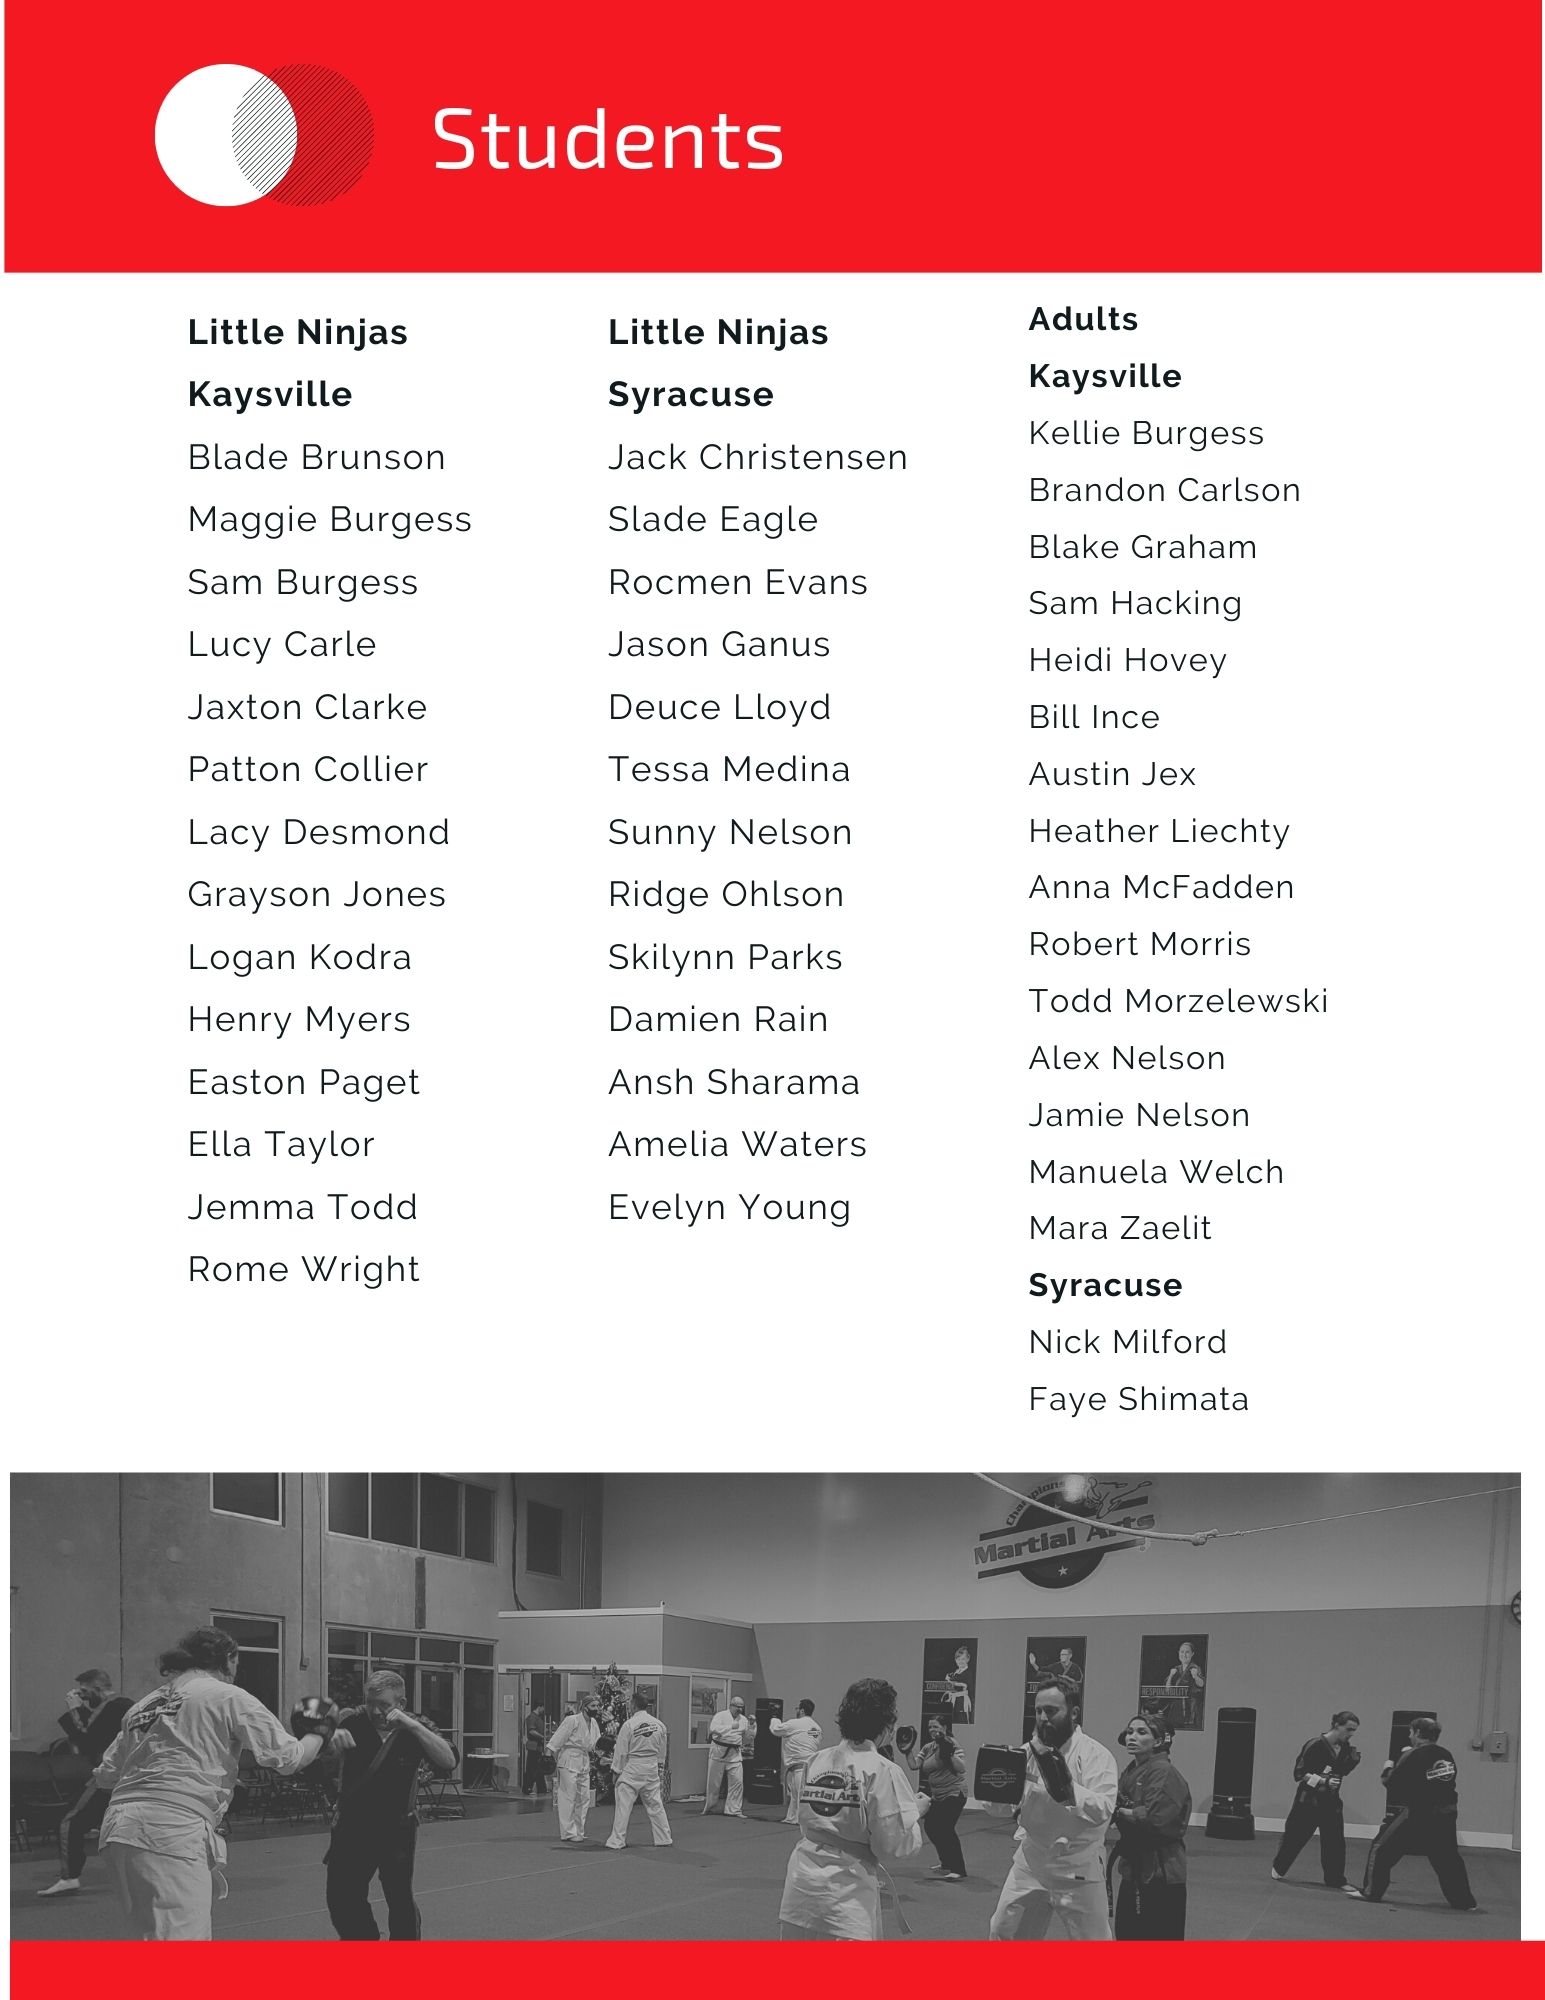 Students
Little Ninjas
Kaysville
Blade Brunson
Maggie Burgess
Sam Burgess
Lucy Carle
Jaxton Clarke
Patton Collier
Lacy Desmond
Grayson Jones
Logan Kodra
Henry Myers
Easton Paget
Ella Taylor
Jemma Todd
Rome Wright
Little Ninjas
Syracuse
Jack Christensen
Slade Eagle
Rocmen Evans
Jason Ganus
Deuce Lloyd
Tessa Medina
Sunny Nelson
Ridge Ohlson
Skilynn Parks
Damien Rain
Ansh Sharama
Amelia Waters
Evelyn Young
Adults
Kaysville
Kellie Burgess
Brandon Carlson
Blake Graham
Sam Hacking
Heidi Hovey
Bill Ince
Austin Jex
Heather Liechty
Anna McFadden
Robert Morris
Todd Morzelewski
Alex Nelson
Jamie Nelson
Manuela Welch
Mara Zaelit
Syracuse
Nick Milford
Faye Shimata
Champions
Martial Arts
RESPONSIBILITY
Martial Arts